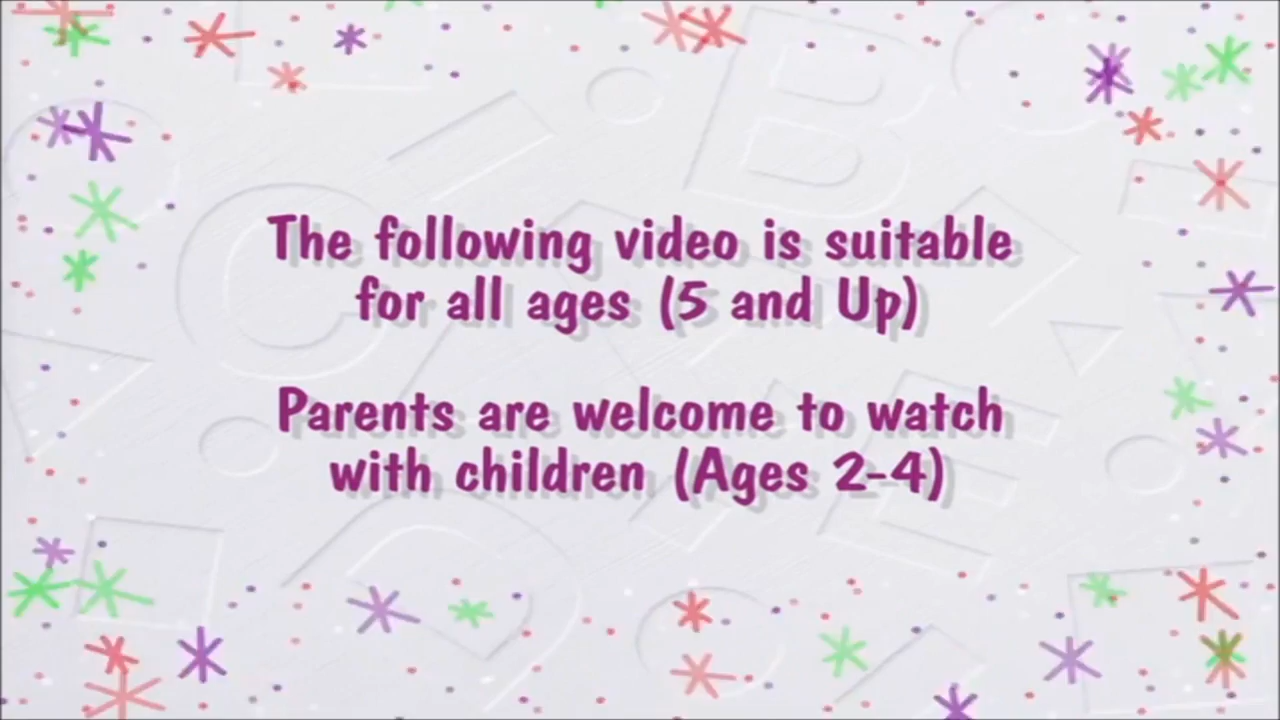 The following video is suitable
for all ages (5 and Up)
Parents are welcome to watch
with children (Ages 2-4)